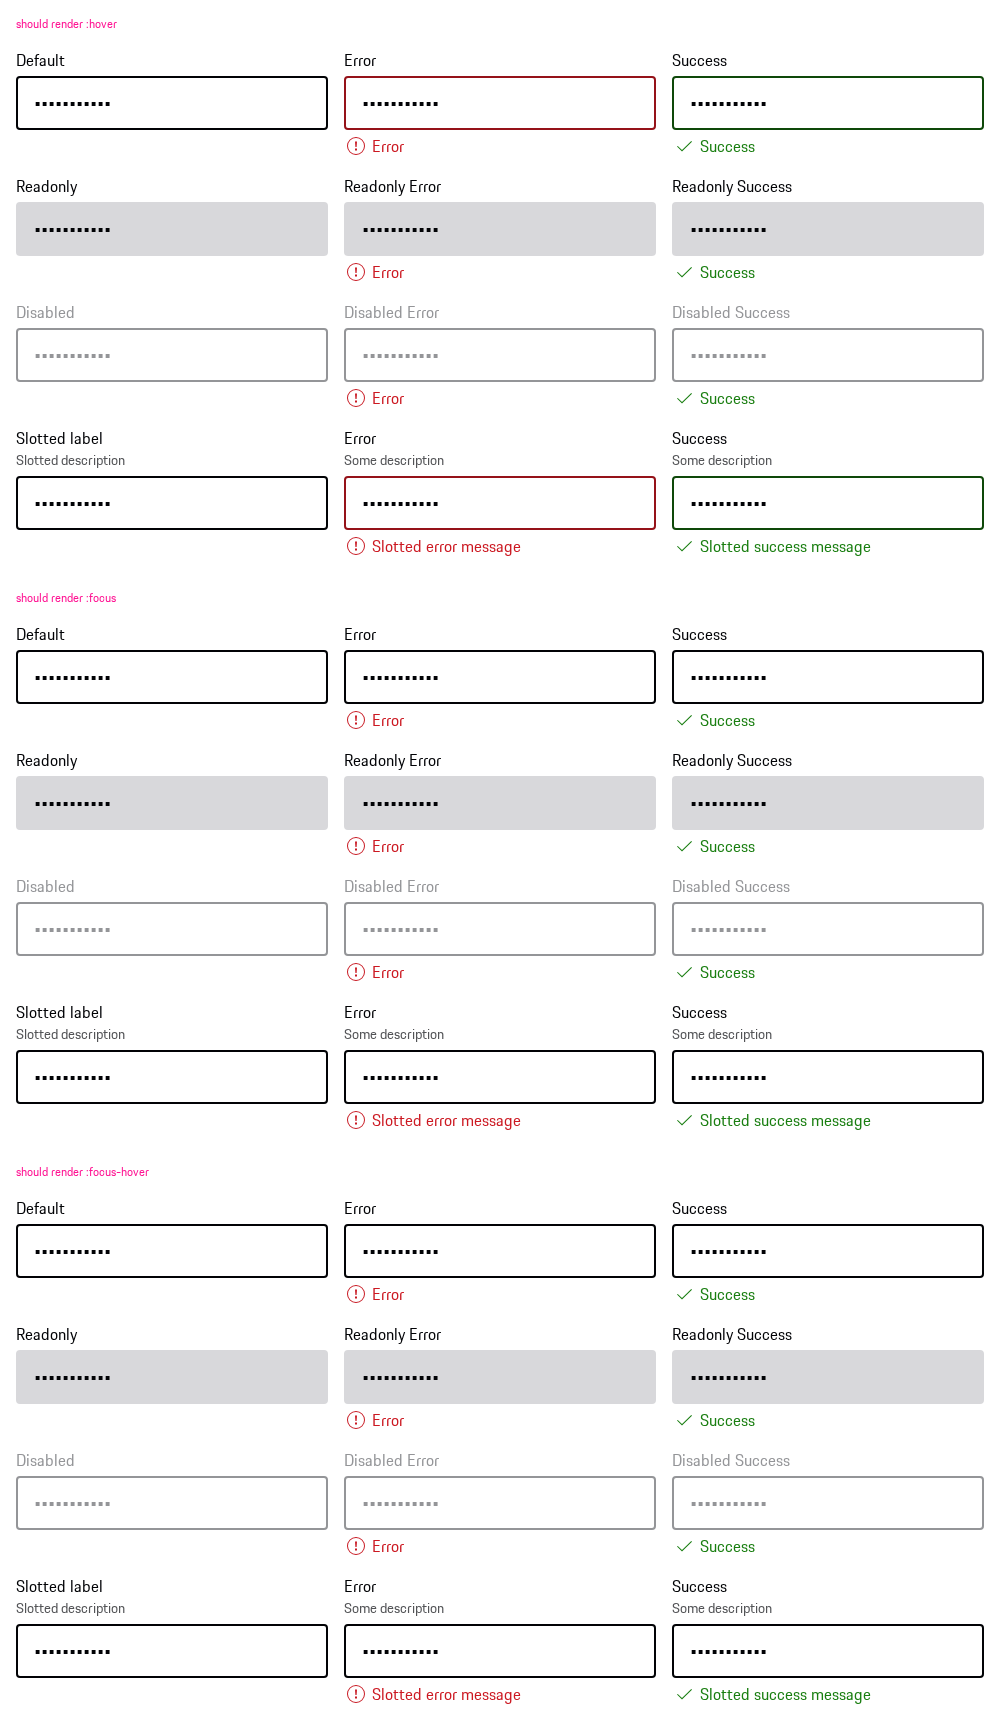 should render :hover
Default Error Success
••••••••••• ••••••••••• •••••••••••
Error Success
Readonly Readonly Error Readonly Success
••••••••••• ••••••••••• •••••••••••
Error Success
Disabled Disabled Error Disabled Success
••••••••••• ••••••••••• •••••••••••
Error Success
Slotted label Error Success
Slotted description Some description Some description
••••••••••• ••••••••••• •••••••••••
Slotted error message Slotted success message
should render :focus
Default Error Success
••••••••••• ••••••••••• •••••••••••
Error Success
Readonly Readonly Error Readonly Success
••••••••••• ••••••••••• •••••••••••
Error Success
Disabled Disabled Error Disabled Success
••••••••••• ••••••••••• •••••••••••
Error Success
Slotted label Error Success
Slotted description Some description Some description
••••••••••• ••••••••••• •••••••••••
Slotted error message Slotted success message
should render :focus-hover
Default Error Success
••••••••••• ••••••••••• •••••••••••
Error Success
Readonly Readonly Error Readonly Success
••••••••••• ••••••••••• •••••••••••
Error Success
Disabled Disabled Error Disabled Success
••••••••••• ••••••••••• •••••••••••
Error Success
Slotted label Error Success
Slotted description Some description Some description
••••••••••• ••••••••••• •••••••••••
Slotted error message Slotted success message